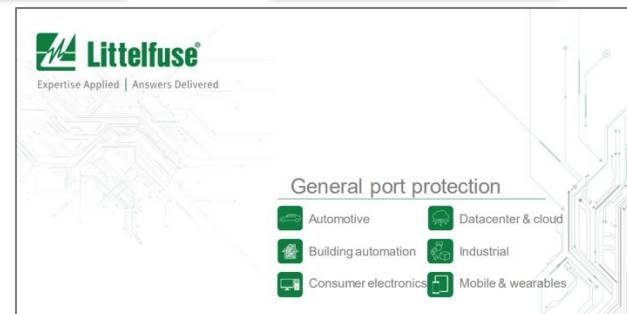 Littelfuse®
Expertise Applied | Answers Delivered
General port protection
Automotive
Datacenter & cloud
Building automation
Industrial
Consumer electronics
Mobile & wearables